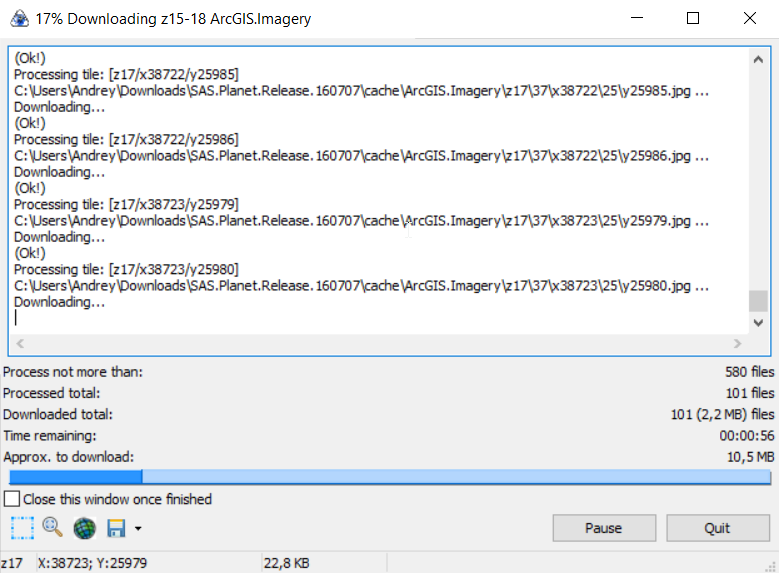 17% Downloading z15-18 ArcGIS.Imagery
(Ok!)
Processing tile: [z17/x38722/y25985]
C:\Users\Andrey\Downloads\SAS.Planet.Release.160707\cache\ArcGIS.Imagery\z17\37\x38722\25\y25985.jpg ...
Downloading...
(Ok!)
Processing tile: [z17/x38722/y25986]
C:\Users\Andrey\Downloads\SAS.Planet.Release.160707\cache\ArcGIS.Imagery\z17\37\x38722\25\y25986.jpg ...
Downloading...
(Ok!)
Processing tile: [z17/x38723/y25979]
C:\Users\Andrey\Downloads\SAS.Planet.Release.160707\cache\ArcGIS.Imagery\z17\37\x38723\25\y25979.jpg ...
Downloading...
(Ok!)
Processing tile: [z17/x38723/y25980]
C:\Users\Andrey\Downloads\SAS.Planet.Release.160707\cache\ArcGIS.Imagery\z17\37\x38723\25\y25980.jpg ...
Downloading...
Process not more than: 580 files
Processed total: 101 files
Downloaded total: 101 (2,2 MB) files
Time remaining: 00:00:56
Approx. to download: 10,5 MB
Close this window once finished
Pause Quit
z17 X:38723; Y:25979 22,8 KB